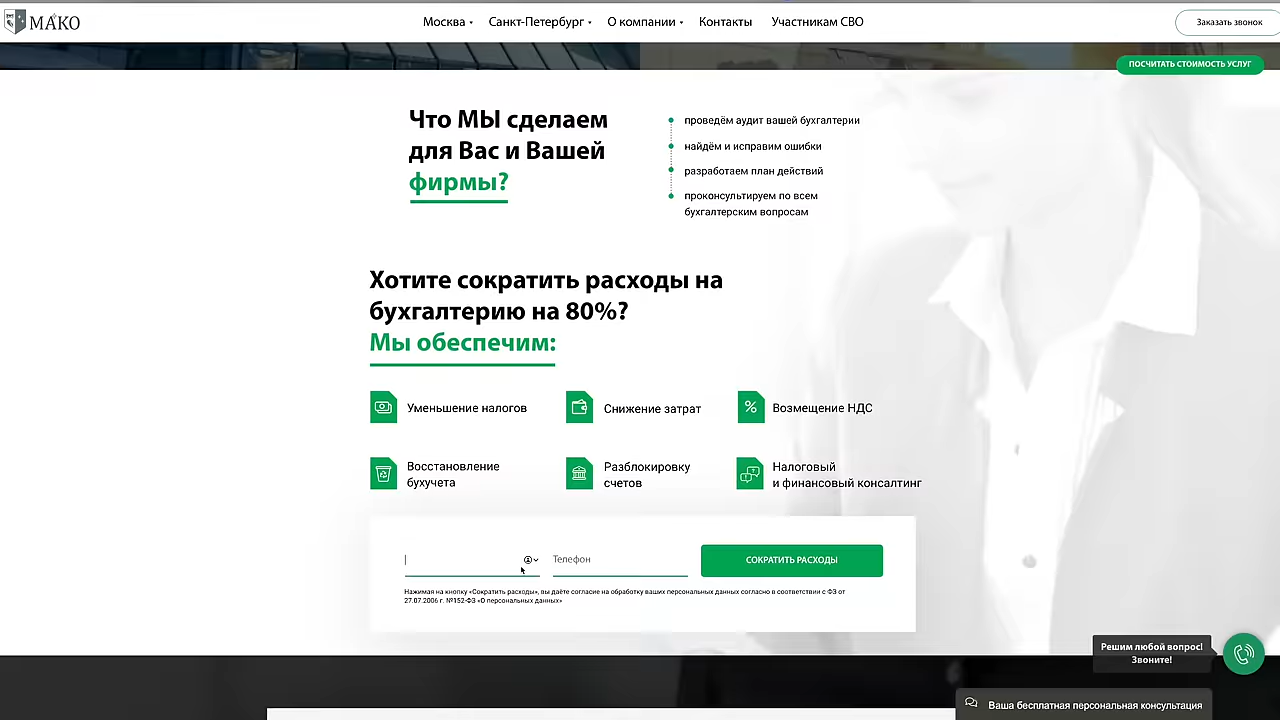 МАКО
Москва
Санкт-Петербург
О компании
Контакты
Участникам СВО
Заказать звонок
ПОСЧИТАТЬ СТОИМОСТЬ УСЛУГ
Что МЫ сделаем
для Вас и Вашей
фирмы?
проведём аудит вашей бухгалтерии
найдём и исправим ошибки
разработаем план действий
проконсультируем по всем
бухгалтерским вопросам
Хотите сократить расходы на
бухгалтерию на 80%?
Мы обеспечим:
Уменьшение налогов
Снижение затрат
%
Возмещение НДС
Восстановление
бухучета
Разблокировку
счетов
Налоговый
и финансовый консалтинг
Телефон
СОКРАТИТЬ РАСХОДЫ
Нажимая на кнопку «Сократить расходы», вы даёте согласие на обработку ваших персональных данных согласно в соответствии с ФЗ от
27.07.2006 г. №152-ФЗ «О персональных данных»
Решим любой вопрос!
Звоните!
Ваша бесплатная персональная консультация